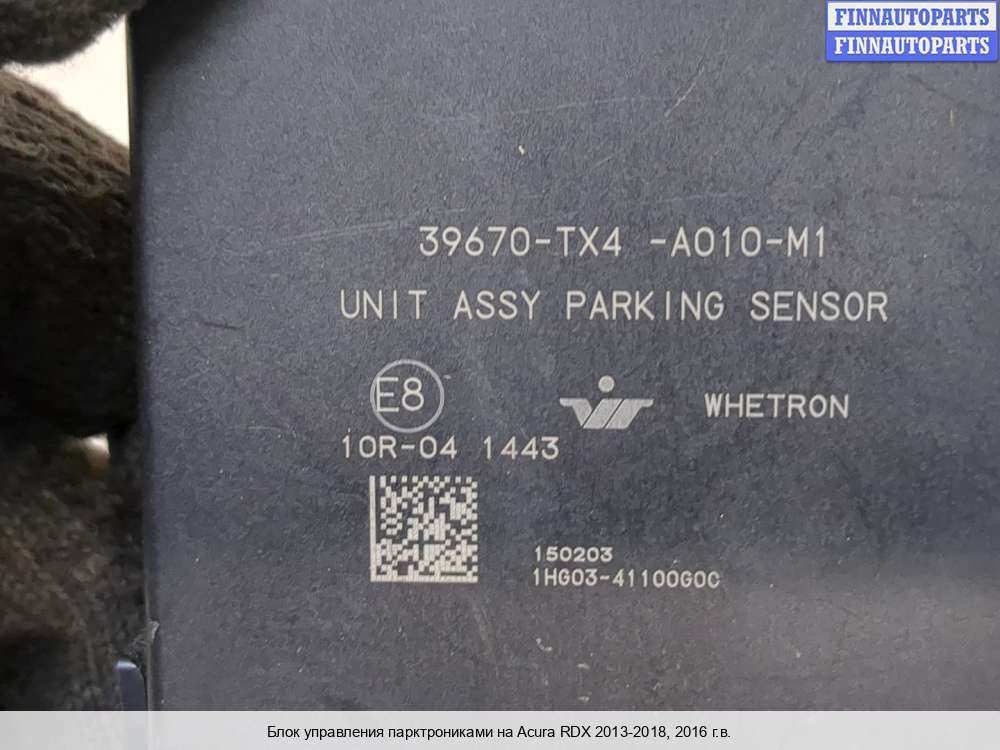 FINNAUTOPARTS
FINNAUTOPARTS
39670-TX4 -A010-M1
UNIT ASSY PARKING SENSOR
E8
WHETRON
10R-04 1443
150203
1HG03-41100G0C
Блок управления парктрониками на Acura RDX 2013-2018, 2016 г.в.